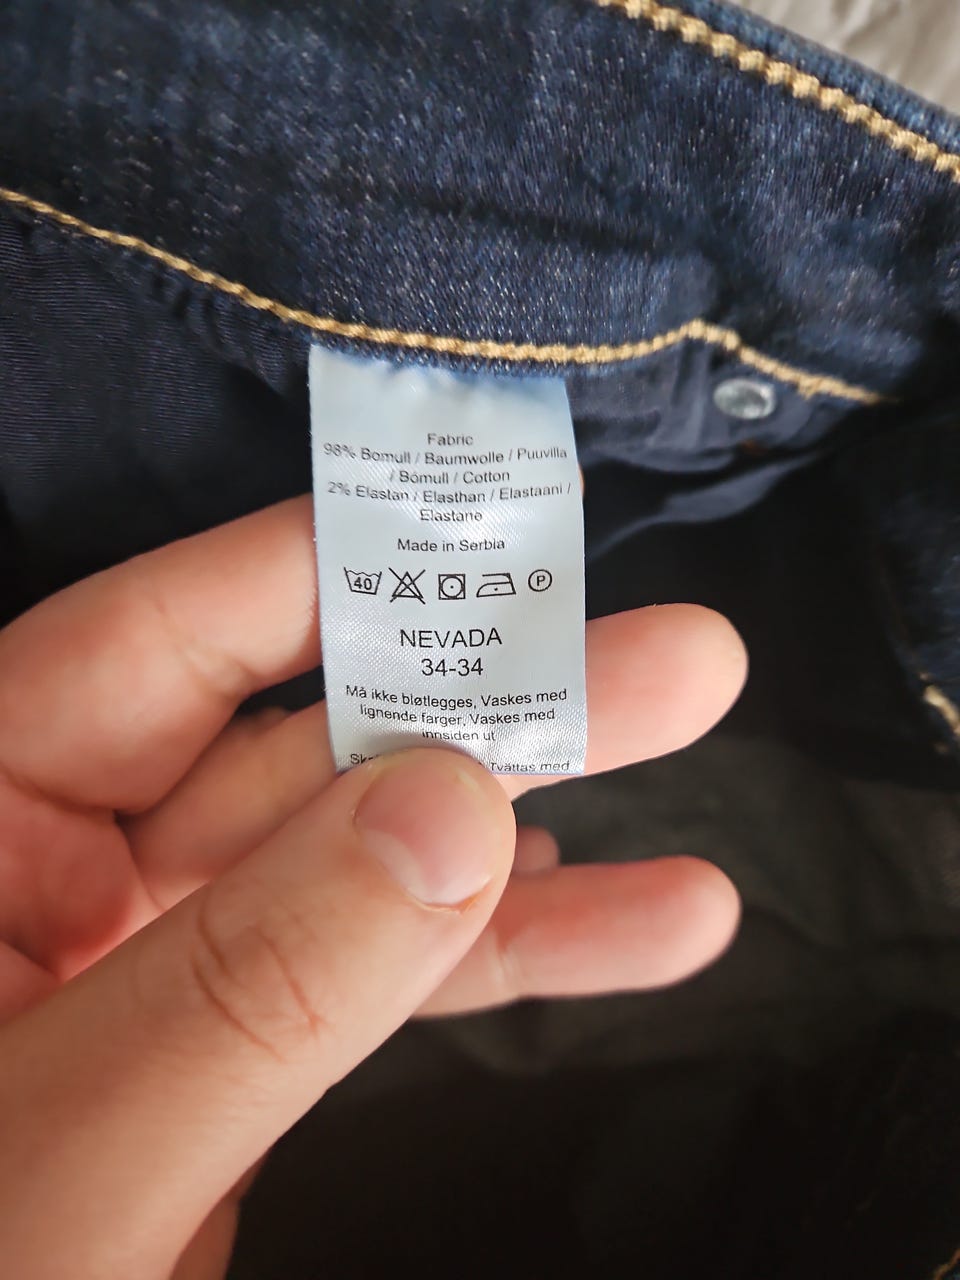 Fabric
98% Bomull / Baumwolle / Puuvilla
/ Bómull / Cotton
2% Elastan / Elasthan / Elastaani /
Elastane
Made in Serbia
40 P
NEVADA
34-34
Må ikke bløtlegges, Vaskes med
lignende farger, Vaskes med
innsiden ut
Tvättas med